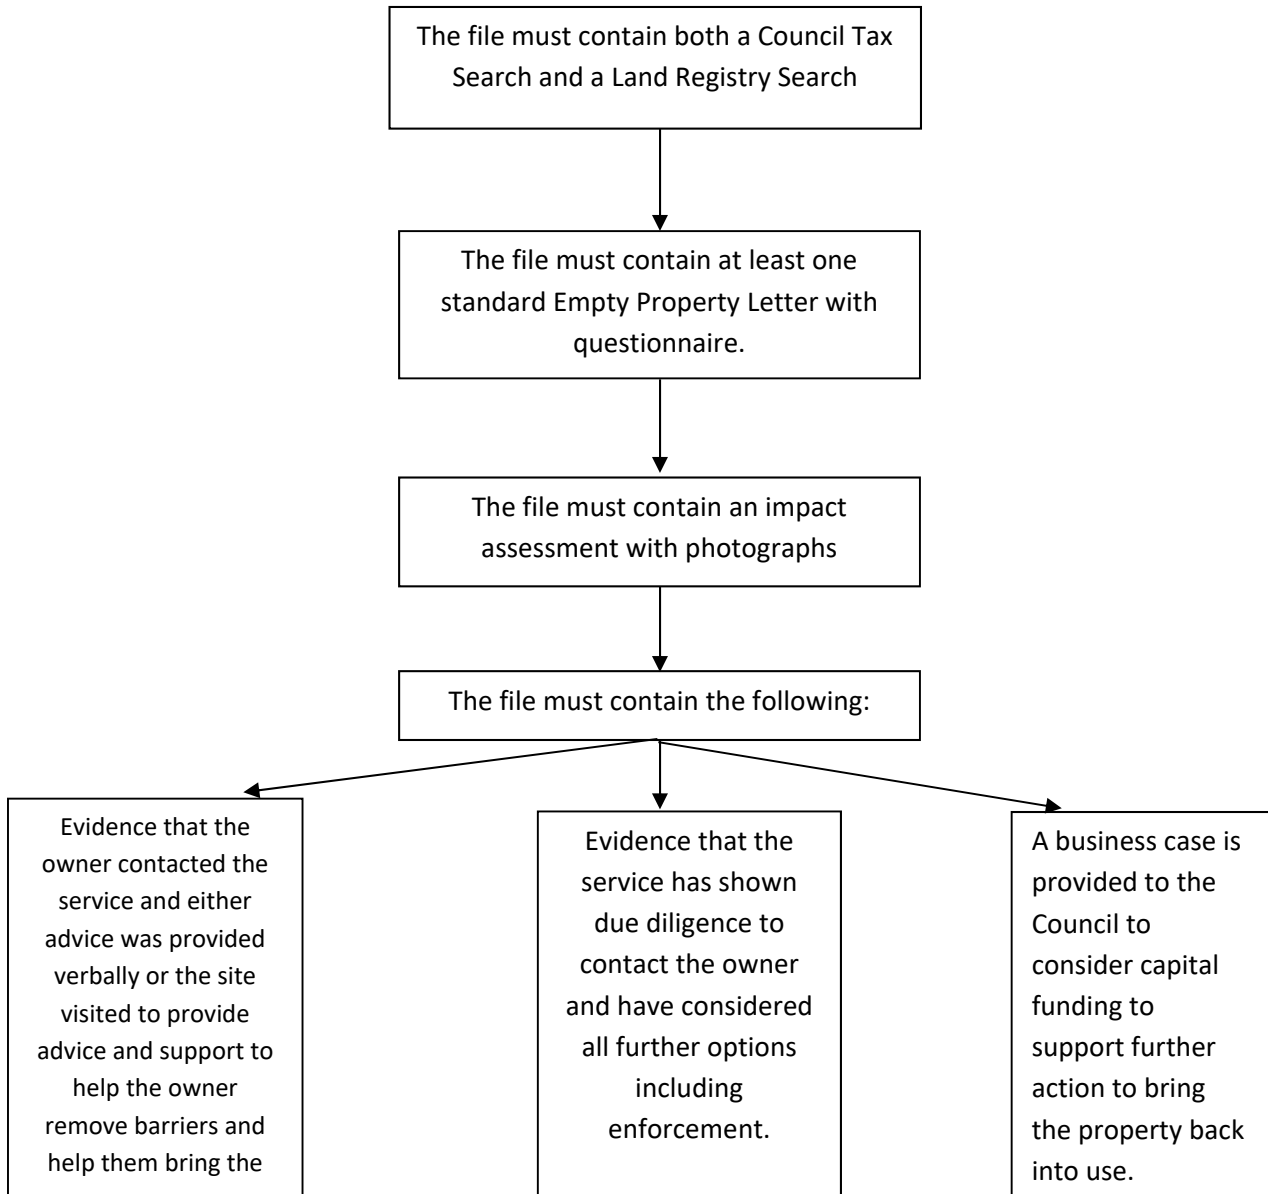 The file must contain both a Council Tax
Search and a Land Registry Search
The file must contain at least one
standard Empty Property Letter with
questionnaire.
The file must contain an impact
assessment with photographs
The file must contain the following:
Evidence that the
owner contacted the
service and either
advice was provided
verbally or the site
visited to provide
advice and support to
help the owner
remove barriers and
help them bring the
Evidence that the
service has shown
due diligence to
contact the owner
and have considered
all further options
including
enforcement.
A business case is
provided to the
Council to
consider capital
funding to
support further
action to bring
the property back
into use.